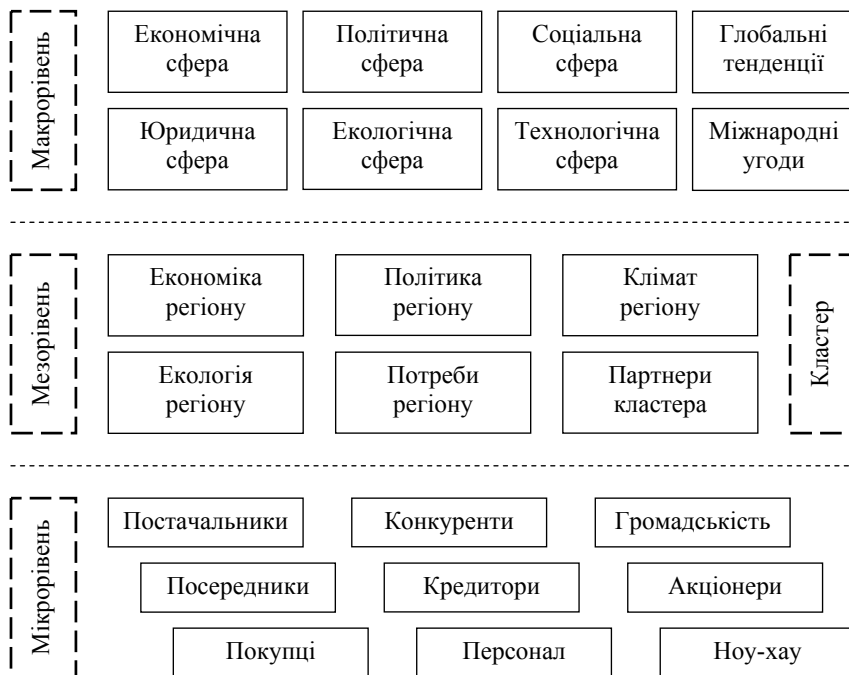 Макрорівень
Економічна
сфера
Політична
сфера
Соціальна
сфера
Глобальні
тенденції
Юридична
сфера
Екологічна
сфера
Технологічна
сфера
Міжнародні
угоди
Мезорівень
Економіка
регіону
Політика
регіону
Клімат
регіону
Екологія
регіону
Потреби
регіону
Партнери
кластера
Кластер
Мікрорівень
Постачальники
Конкуренти
Громадськість
Посередники
Кредитори
Акціонери
Покупці
Персонал
Ноу-хау